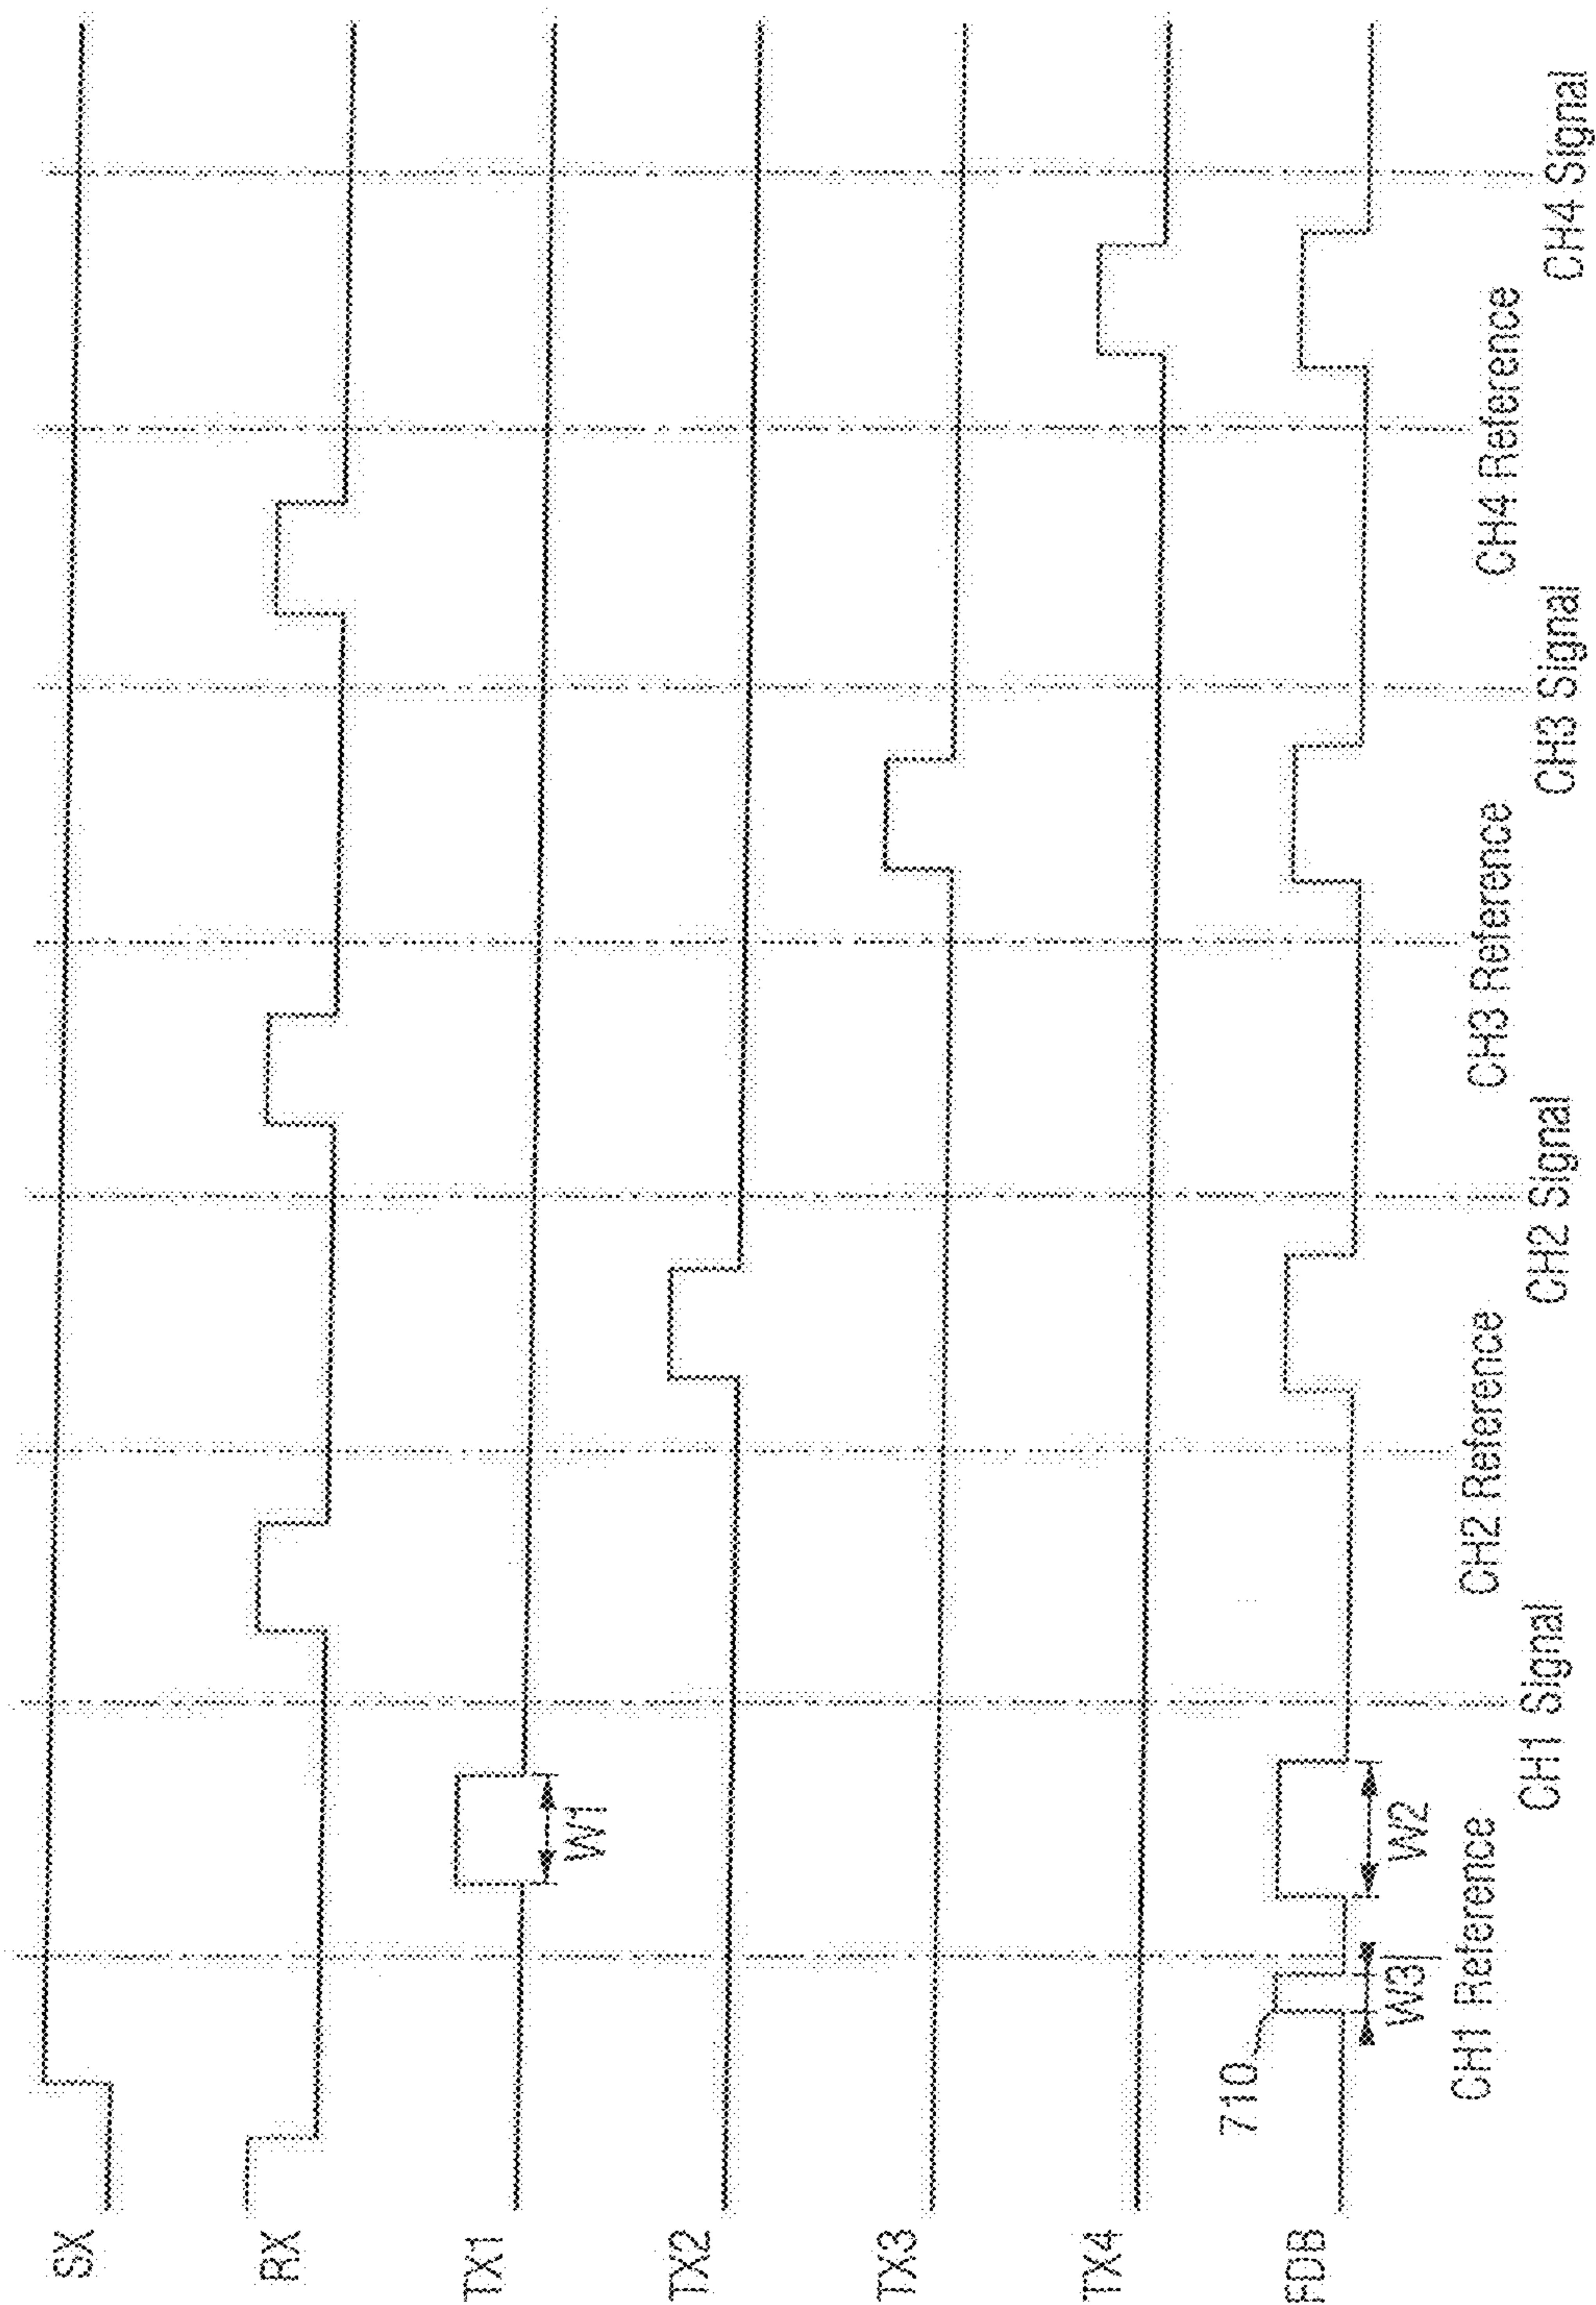 SX
RX
TX1
W1
TX2
TX3
TX4
710
FDB
W3
W2
CH1 Reference
CH1 Signal
CH2 Reference
CH2 Signal
CH3 Reference
CH3 Signal
CH4 Reference
CH4 Signal